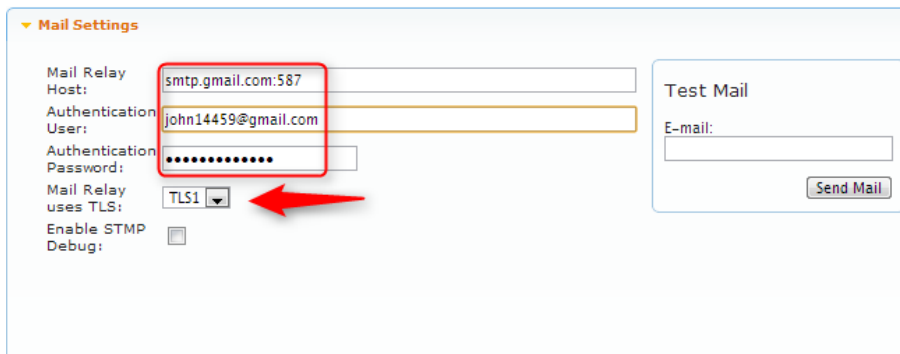 Mail Settings
Mail Relay
Host:
smtp.gmail.com:587
Authentication
User:
john14459@gmail.com
Authentication
Password:
•••••••••••••
Mail Relay
uses TLS:
TLS1
Enable STMP
Debug:
Test Mail
E-mail:
Send Mail